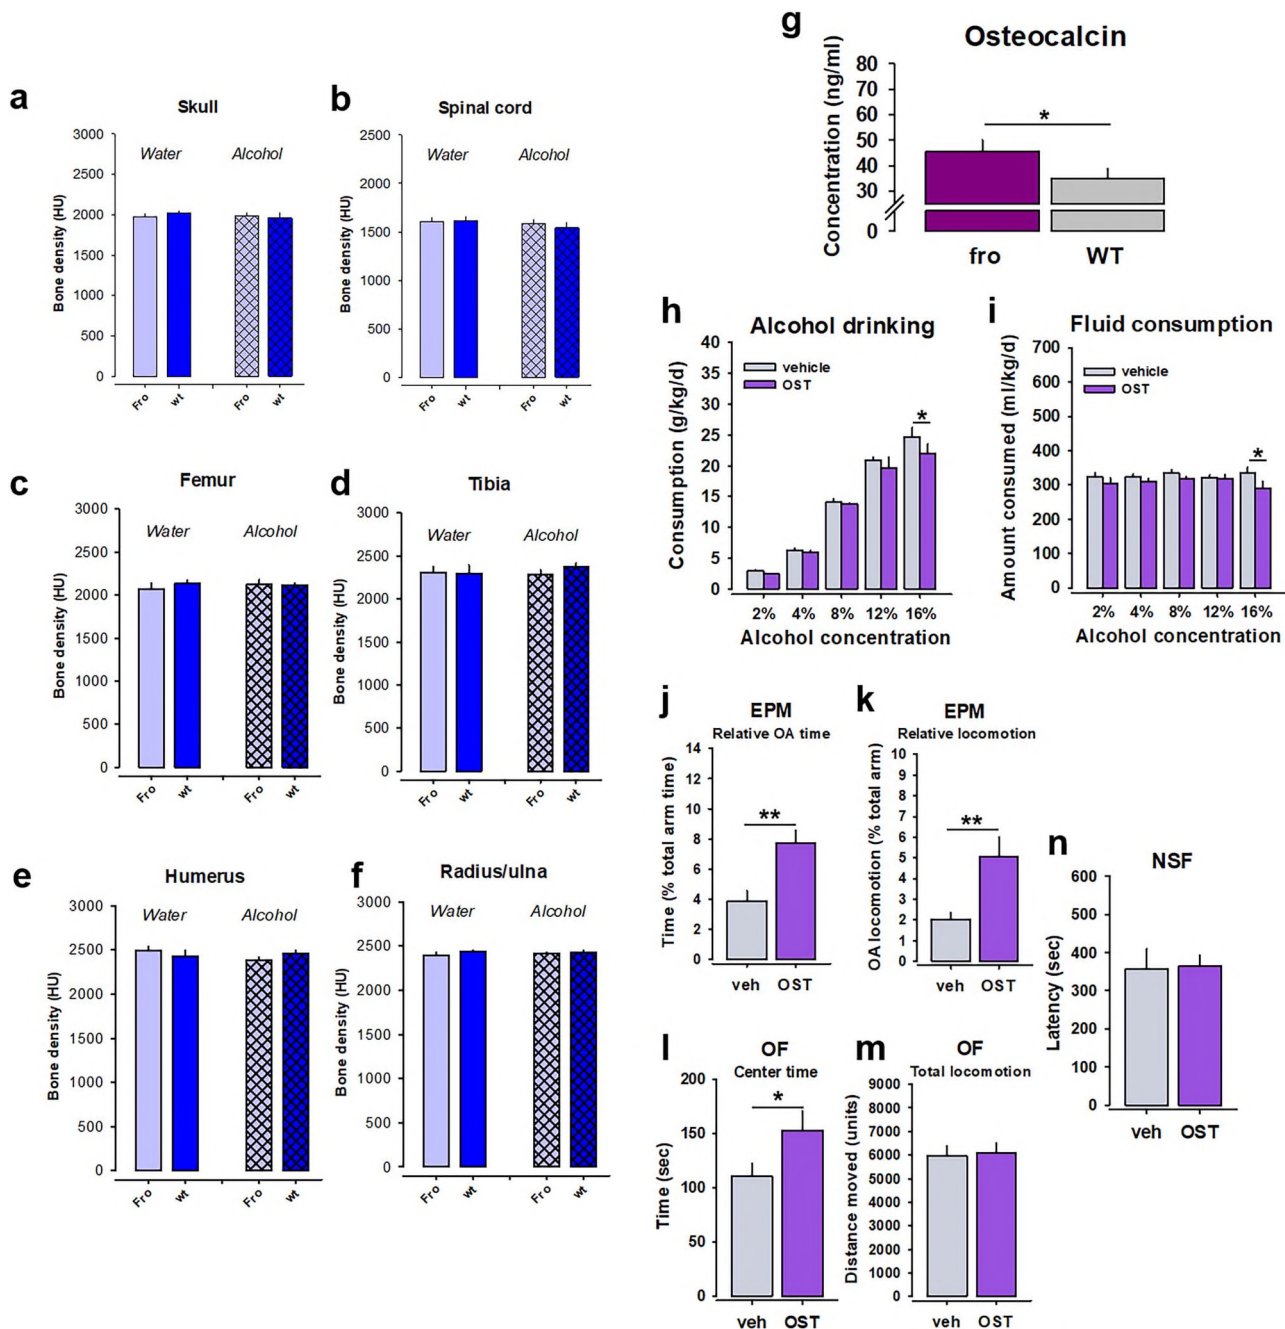 a
Skull
Bone density (HU)
3000
2500
2000
1500
1000
500
0
Water
Alcohol
Fro
wt
Fro
wt
b
Spinal cord
Bone density (HU)
2500
2000
1500
1000
500
0
Water
Alcohol
Fro
wt
Fro
wt
c
Femur
Bone density (HU)
3000
2500
2000
1500
1000
500
0
Water
Alcohol
Fro
wt
Fro
wt
d
Tibia
Bone density (HU)
3000
2500
2000
1500
1000
500
0
Water
Alcohol
Fro
wt
Fro
wt
e
Humerus
Bone density (HU)
3000
2500
2000
1500
1000
500
0
Water
Alcohol
Fro
wt
Fro
wt
f
Radius/ulna
Bone density (HU)
3000
2500
2000
1500
1000
500
0
Water
Alcohol
Fro
wt
Fro
wt
g
Osteocalcin
Concentration (ng/ml)
80
70
60
50
40
30
0
*
fro
WT
h
Alcohol drinking
Consumption (g/kg/d)
40
35
30
25
20
15
10
5
0
vehicle
OST
*
2%
4%
8%
12%
16%
Alcohol concentration
i
Fluid consumption
Amount consumed (ml/kg/d)
700
600
500
400
300
200
100
0
vehicle
OST
*
2%
4%
8%
12%
16%
Alcohol concentration
j
EPM
Relative OA time
Time (% total arm time)
14
12
10
8
6
4
2
0
**
veh
OST
k
EPM
Relative locomotion
OA locomotion (% total arm)
10
9
8
7
6
5
4
3
2
1
0
**
veh
OST
l
OF
Center time
Time (sec)
200
150
100
50
0
*
veh
OST
m
OF
Total locomotion
Distance moved (units)
9000
8000
7000
6000
5000
4000
3000
2000
1000
0
veh
OST
n
NSF
Latency (sec)
600
500
400
300
200
100
0
veh
OST